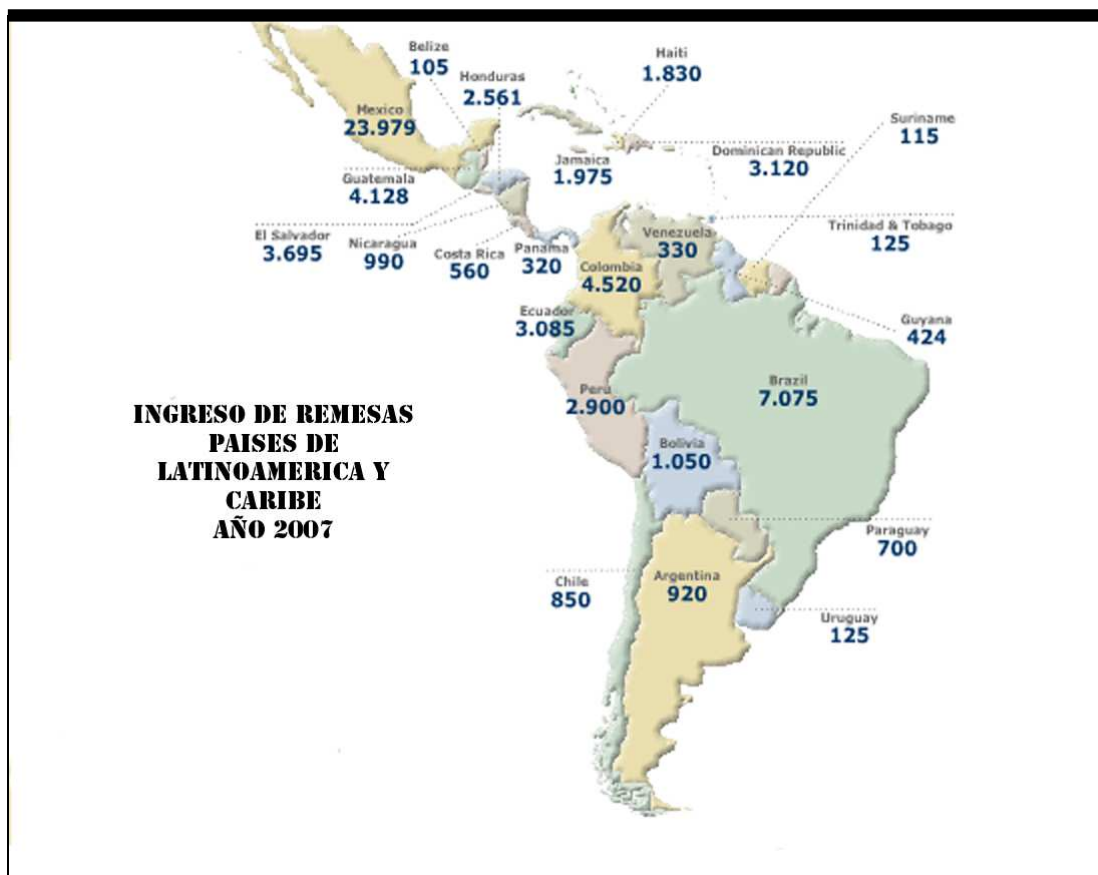 Belize
105
Haiti
1.830
Honduras
2.561
Mexico
23.979
Suriname
115
Jamaica
1.975
Dominican Republic
3.120
Guatemala
4.128
El Salvador
3.695
Nicaragua
990
Costa Rica
560
Panama
320
Venezuela
330
Trinidad & Tobago
125
Colombia
4.520
Ecuador
3.085
Guyana
424
Peru
2.900
Brazil
7.075
INGRESO DE REMESAS
PAISES DE
LATINOAMERICA Y
CARIBE
AÑO 2007
Bolivia
1.050
Paraguay
700
Chile
850
Argentina
920
Uruguay
125